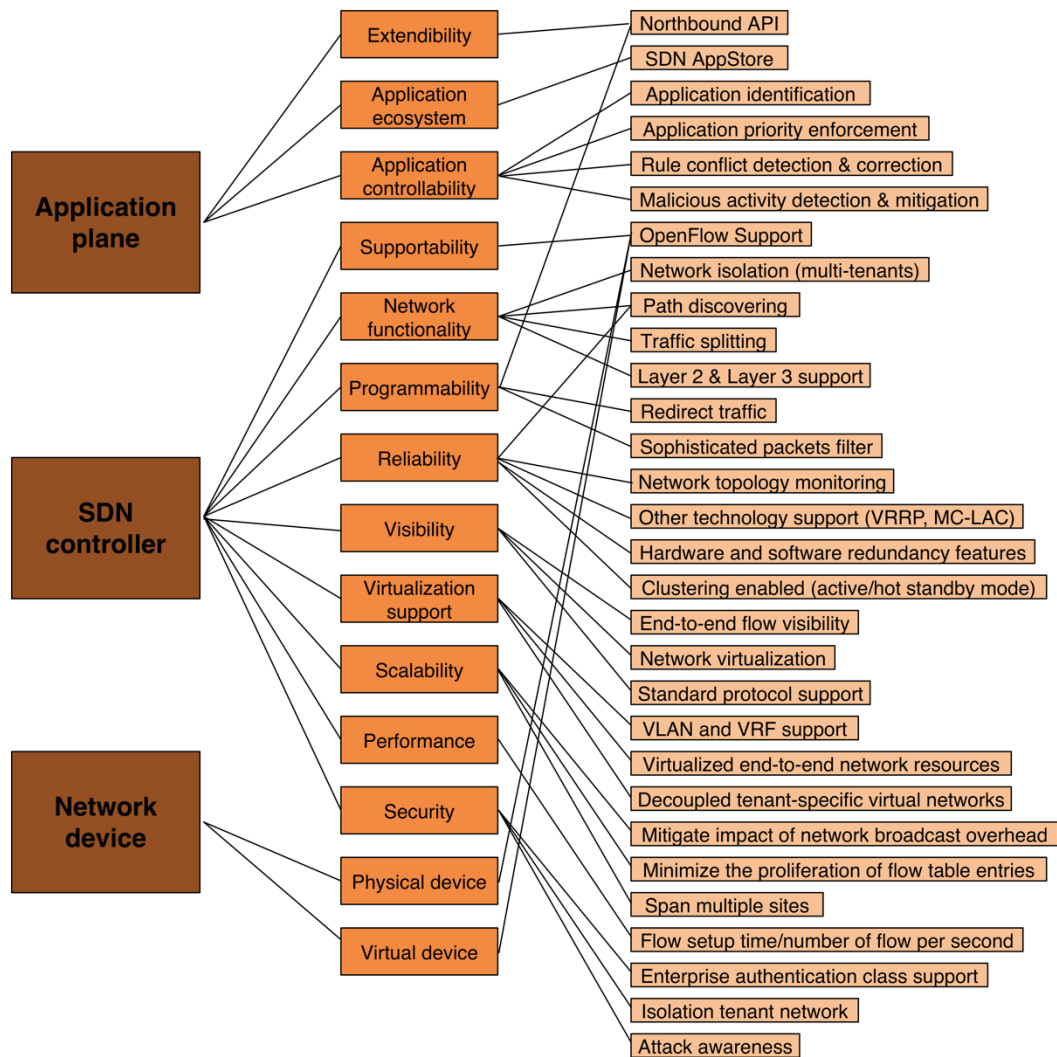 Application
plane
SDN
controller
Network
device
Extendibility
Application
ecosystem
Application
controllability
Supportability
Network
functionality
Programmability
Reliability
Visibility
Virtualization
support
Scalability
Performance
Security
Physical device
Virtual device
Northbound API
SDN AppStore
Application identification
Application priority enforcement
Rule conflict detection & correction
Malicious activity detection & mitigation
OpenFlow Support
Network isolation (multi-tenants)
Path discovering
Traffic splitting
Layer 2 & Layer 3 support
Redirect traffic
Sophisticated packets filter
Network topology monitoring
Other technology support (VRRP, MC-LAC)
Hardware and software redundancy features
Clustering enabled (active/hot standby mode)
End-to-end flow visibility
Network virtualization
Standard protocol support
VLAN and VRF support
Virtualized end-to-end network resources
Decoupled tenant-specific virtual networks
Mitigate impact of network broadcast overhead
Minimize the proliferation of flow table entries
Span multiple sites
Flow setup time/number of flow per second
Enterprise authentication class support
Isolation tenant network
Attack awareness